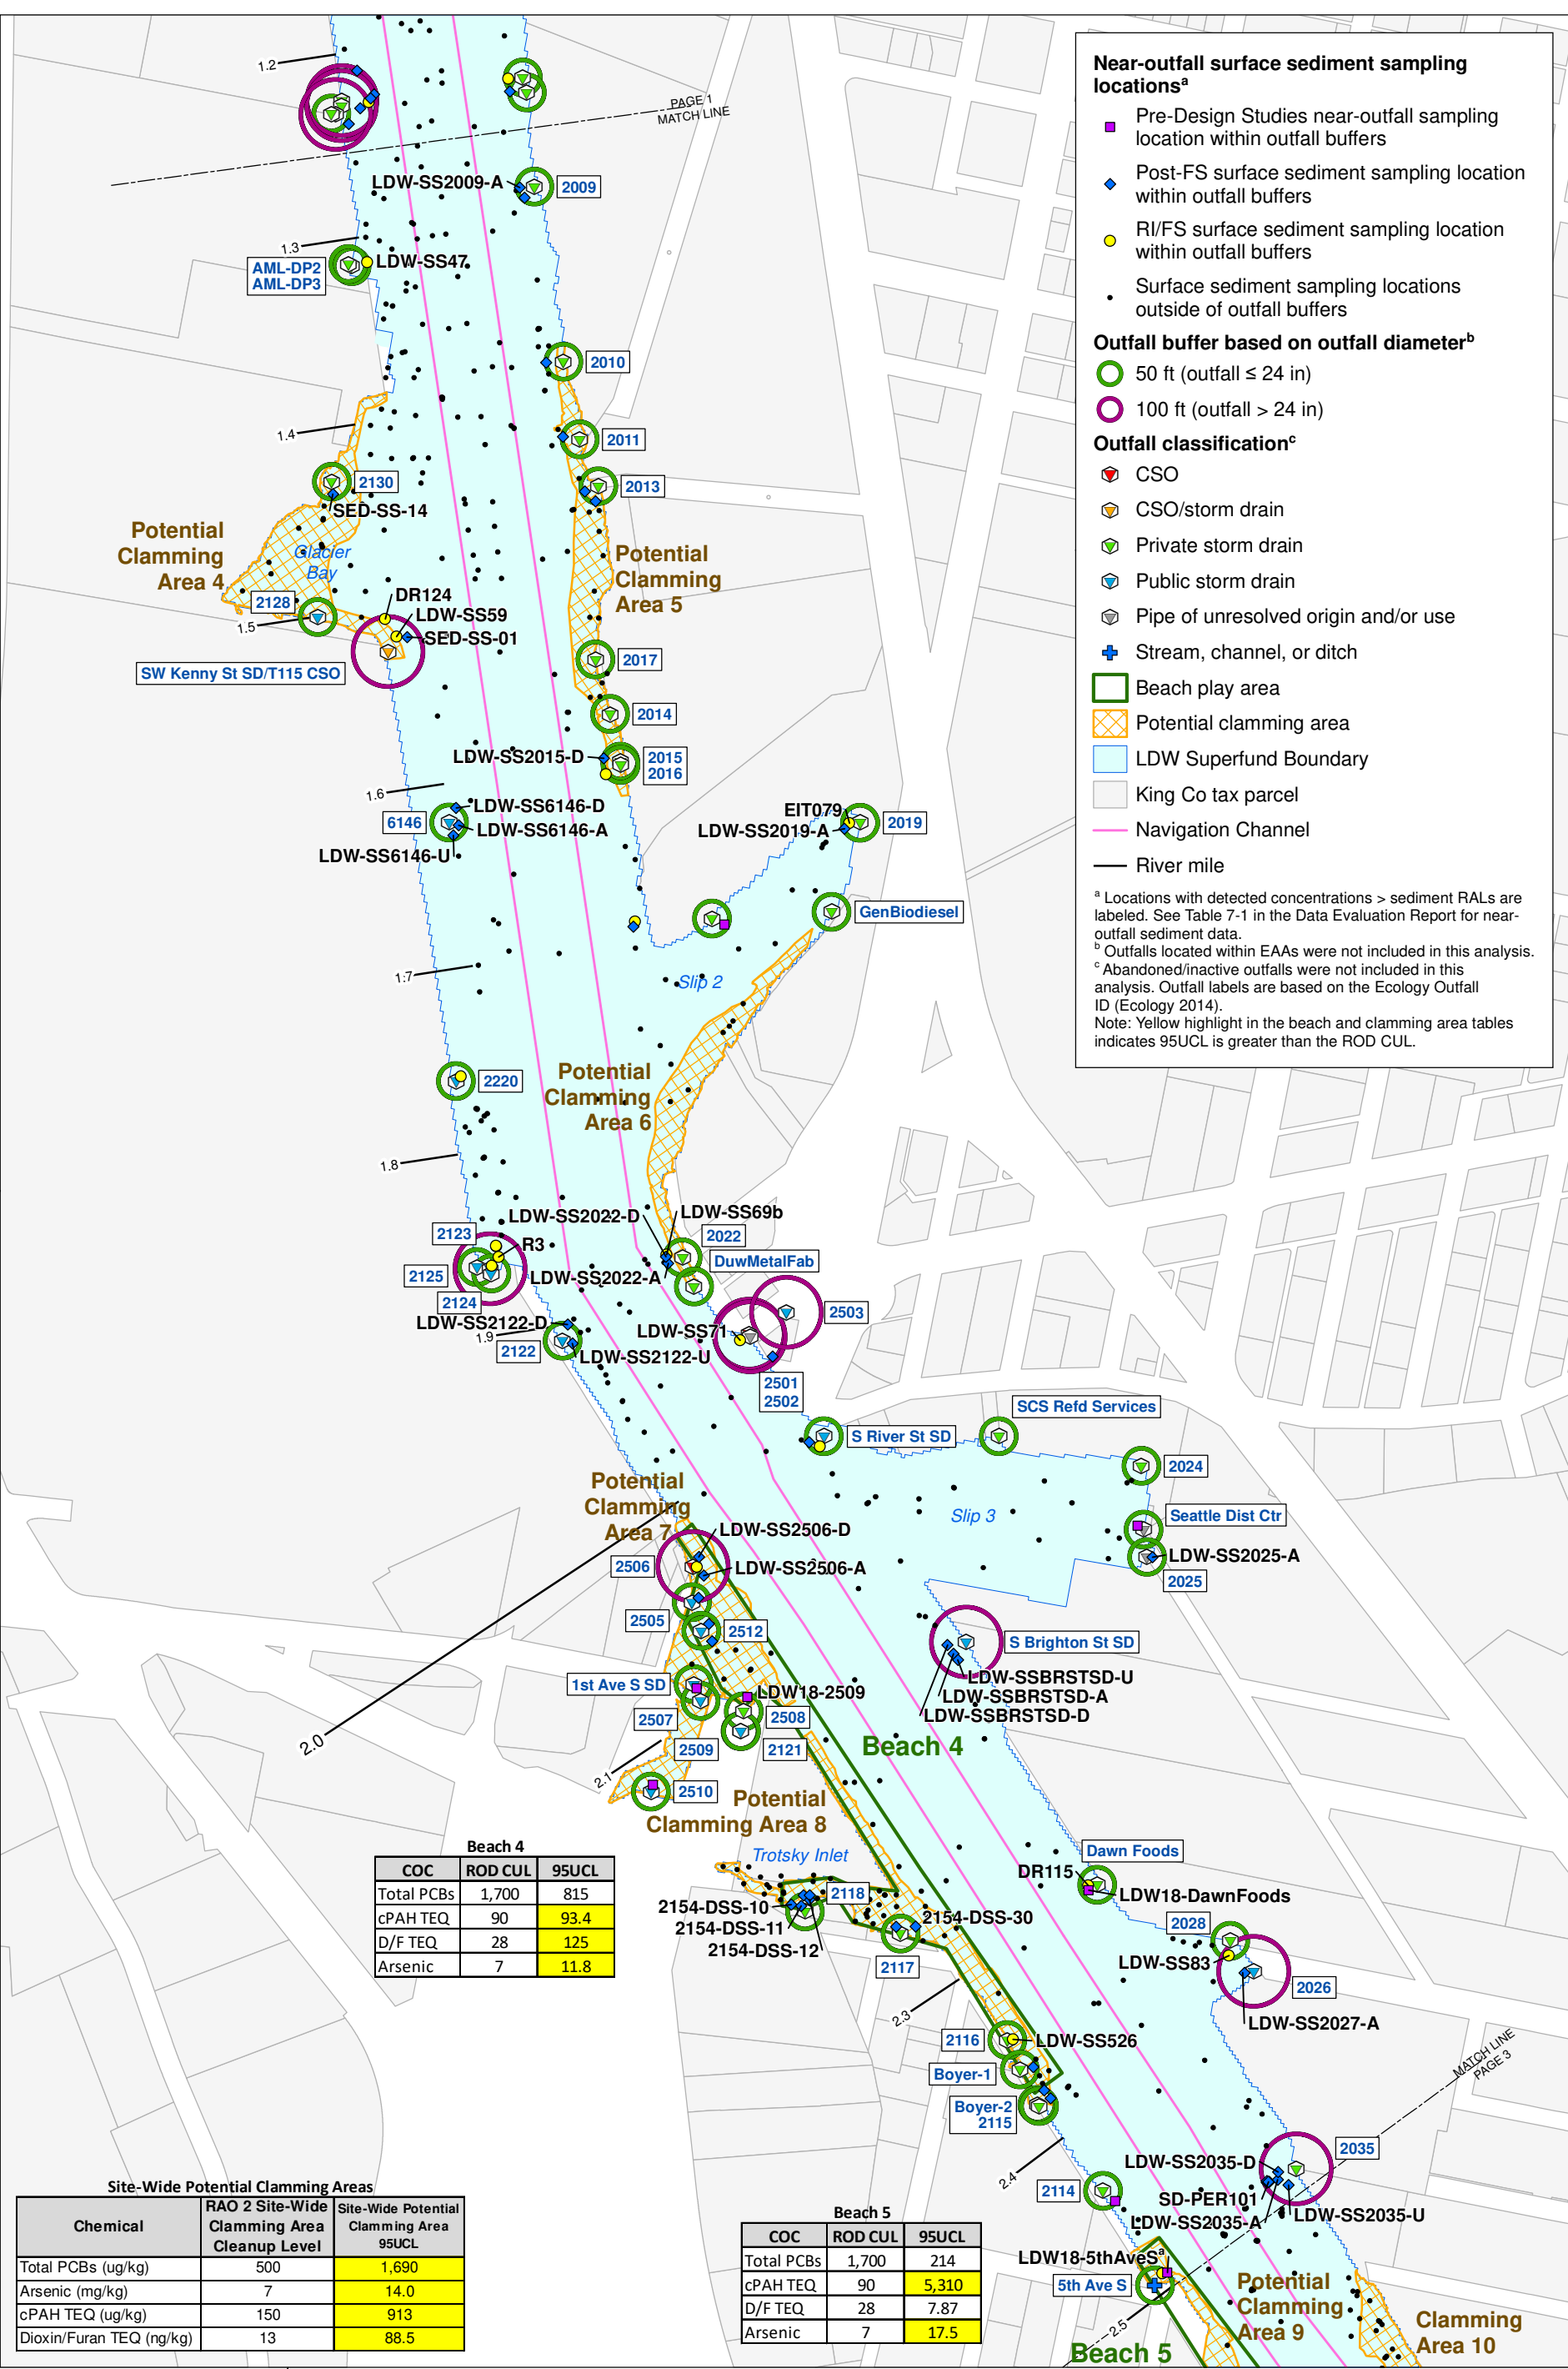 Near-outfall surface sediment sampling
locationsa
Pre-Design Studies near-outfall sampling
location within outfall buffers
Post-FS surface sediment sampling location
within outfall buffers
RI/FS surface sediment sampling location
within outfall buffers
Surface sediment sampling locations
outside of outfall buffers
Outfall buffer based on outfall diameterb
50 ft (outfall ≤ 24 in)
100 ft (outfall > 24 in)
Outfall classificationc
CSO
CSO/storm drain
Private storm drain
Public storm drain
Pipe of unresolved origin and/or use
Stream, channel, or ditch
Beach play area
Potential clamming area
LDW Superfund Boundary
King Co tax parcel
Navigation Channel
River mile
a Locations with detected concentrations > sediment RALs are
labeled. See Table 7-1 in the Data Evaluation Report for near-
outfall sediment data.
b Outfalls located within EAAs were not included in this analysis.
c Abandoned/inactive outfalls were not included in this
analysis. Outfall labels are based on the Ecology Outfall
ID (Ecology 2014).
Note: Yellow highlight in the beach and clamming area tables
indicates 95UCL is greater than the ROD CUL.
1.2
PAGE 1
MATCH LINE
LDW-SS2009-A
2009
1.3
AML-DP2
AML-DP3
LDW-SS47
2010
1.4
2011
2130
SED-SS-14
2013
Potential
Clamming
Area 4
Glacier
Bay
Potential
Clamming
Area 5
2128
1.5
DR124
LDW-SS59
SED-SS-01
SW Kenny St SD/T115 CSO
2017
2014
LDW-SS2015-D
2015
2016
1.6
LDW-SS6146-D
6146
LDW-SS6146-A
LDW-SS6146-U
EIT079
LDW-SS2019-A
2019
GenBiodiesel
1.7
Slip 2
2220
Potential
Clamming
Area 6
1.8
LDW-SS2022-D
LDW-SS69b
2022
2123
R3
DuwMetalFab
2125
LDW-SS2022-A
2124
2503
LDW-SS2122-D
LDW-SS71
1.9
2122
LDW-SS2122-U
2501
2502
S River St SD
SCS Refd Services
2024
Potential
Clamming
Area 7
Slip 3
Seattle Dist Ctr
LDW-SS2506-D
2506
LDW-SS2506-A
LDW-SS2025-A
2025
2505
2512
S Brighton St SD
1st Ave S SD
LDW-SSBRSTSD-U
LDW-SSBRSTSD-A
LDW-SSBRSTSD-D
LDW18-2509
2507
2508
2.0
2509
2121
Beach 4
2.1
2510
Potential
Clamming Area 8
Trotsky Inlet
Dawn Foods
DR115
LDW18-DawnFoods
2118
2154-DSS-10
2154-DSS-11
2154-DSS-12
2154-DSS-30
2117
2028
LDW-SS83
2026
LDW-SS2027-A
2.3
2116
LDW-SS526
Boyer-1
Boyer-2
2115
MATCH LINE
PAGE 3
2.4
2114
LDW-SS2035-D
2035
SD-PER101
LDW-SS2035-A
LDW-SS2035-U
LDW18-5thAveSa
5th Ave S
2.5
Potential
Clamming
Area 9
Clamming
Area 10
Beach 5
Beach 4
COC ROD CUL 95UCL
Total PCBs 1,700 815
cPAH TEQ 90 93.4
D/F TEQ 28 125
Arsenic 7 11.8
Site-Wide Potential Clamming Areas
Chemical RAO 2 Site-Wide Clamming Area Cleanup Level Site-Wide Potential Clamming Area 95UCL
Total PCBs (ug/kg) 500 1,690
Arsenic (mg/kg) 7 14.0
cPAH TEQ (ug/kg) 150 913
Dioxin/Furan TEQ (ng/kg) 13 88.5
Beach 5
COC ROD CUL 95UCL
Total PCBs 1,700 214
cPAH TEQ 90 5,310
D/F TEQ 28 7.87
Arsenic 7 17.5